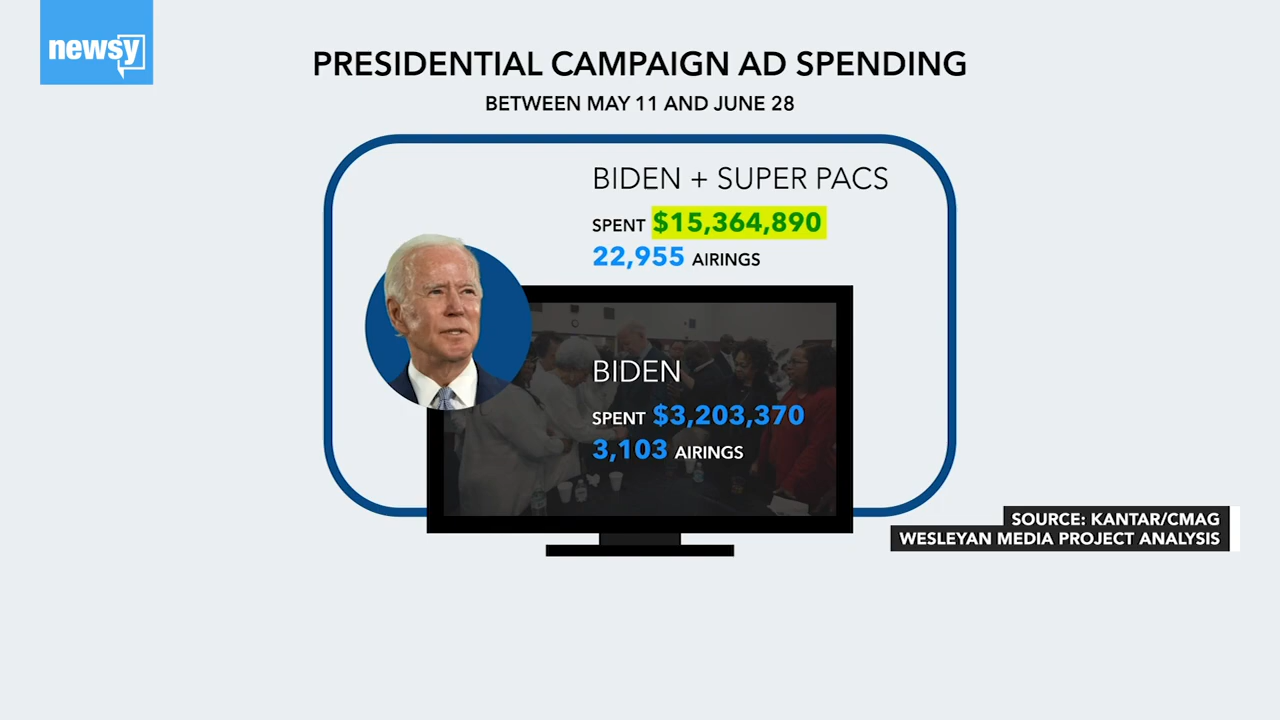 newsy
PRESIDENTIAL CAMPAIGN AD SPENDING
BETWEEN MAY 11 AND JUNE 28
BIDEN + SUPER PACS
SPENT $15,364,890
22,955 AIRINGS
BIDEN
SPENT $3,203,370
3,103 AIRINGS
SOURCE: KANTAR/CMAG
WESLEYAN MEDIA PROJECT ANALYSIS